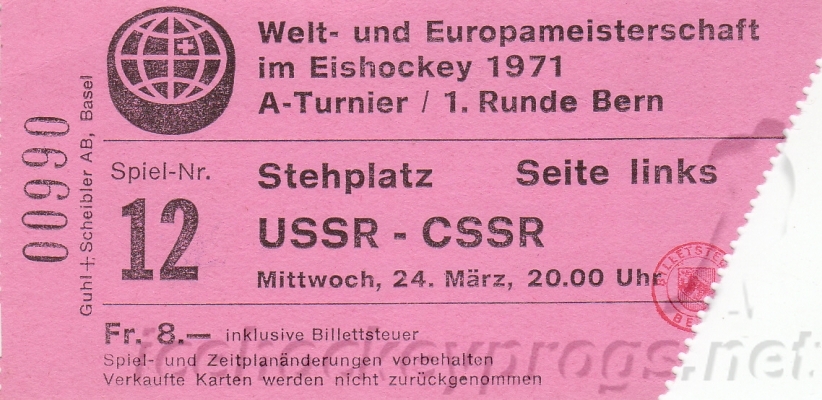 Welt- und Europameisterschaft
im Eishockey 1971
A-Turnier / 1. Runde Bern
00990
Guhl + Scheibler AB, Basel
Spiel-Nr.
12
Stehplatz Seite links
USSR - CSSR
Mittwoch, 24. März, 20.00 Uhr
Fr. 8.— inklusive Billettsteuer
Spiel- und Zeitplanänderungen vorbehalten
Verkaufte Karten werden nicht zurückgenommen
icehockeyprogs.net